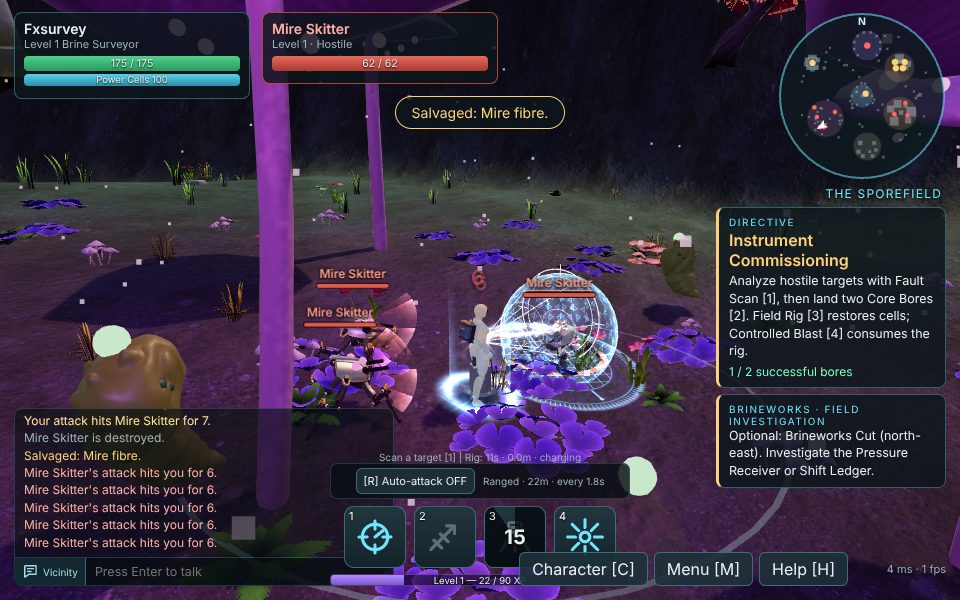 Fxsurvey
Level 1 Brine Surveyor
175 / 175
Power Cells 100
Mire Skitter
Level 1 · Hostile
62 / 62
Salvaged: Mire fibre.
N
THE SPOREFIELD
DIRECTIVE
Instrument
Commissioning
Analyze hostile targets with Fault
Scan [1], then land two Core Bores
[2]. Field Rig [3] restores cells;
Controlled Blast [4] consumes the
rig.
1 / 2 successful bores
BRINEWORKS · FIELD
INVESTIGATION
Optional: Brineworks Cut (north-
east). Investigate the Pressure
Receiver or Shift Ledger.
Mire Skitter
Mire Skitter
6
Mire Skitter
Your attack hits Mire Skitter for 7.
Mire Skitter is destroyed.
Salvaged: Mire fibre.
Mire Skitter's attack hits you for 6.
Mire Skitter's attack hits you for 6.
Mire Skitter's attack hits you for 6.
Mire Skitter's attack hits you for 6.
Mire Skitter's attack hits you for 6.
Vicinity
Press Enter to talk
Scan a target [1] | Rig: 11s · 0.0m · charging
[R] Auto-attack OFF
Ranged · 22m · every 1.8s
1
2
3
15
4
Level 1 — 22 / 90 X
Character [C]
Menu [M]
Help [H]
4 ms · 1 fps